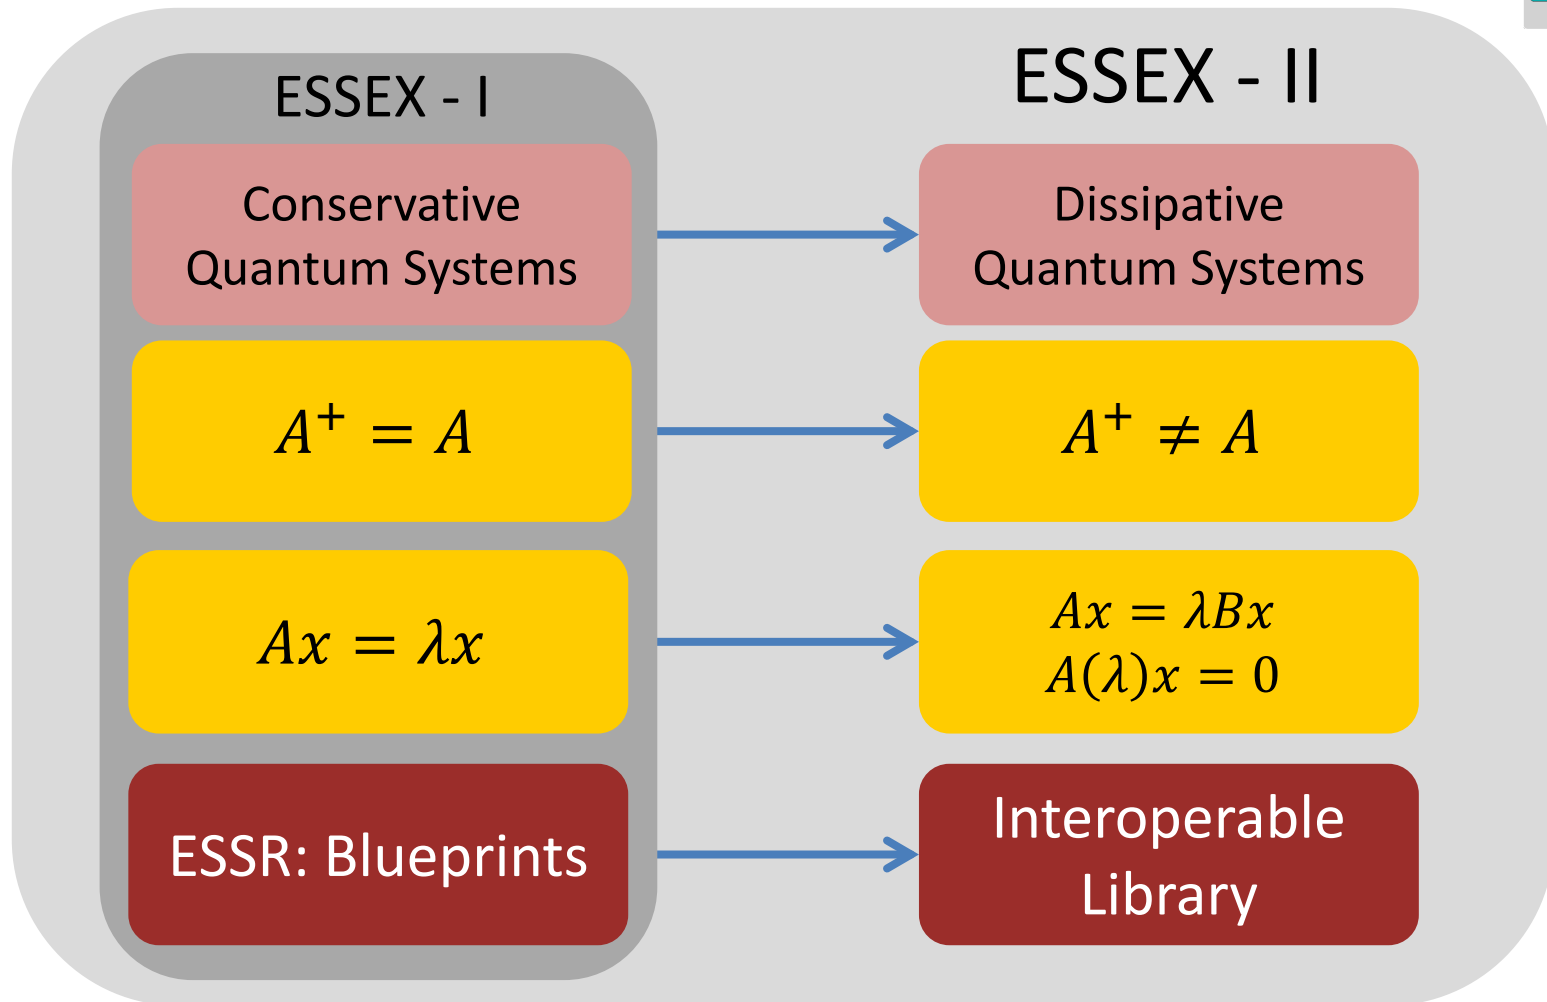 ESSEX - I
ESSEX - II
Conservative
Quantum Systems
Dissipative
Quantum Systems
A⁺ = A
A⁺ ≠ A
Ax = λx
Ax = λBx
A(λ)x = 0
ESSR: Blueprints
Interoperable
Library